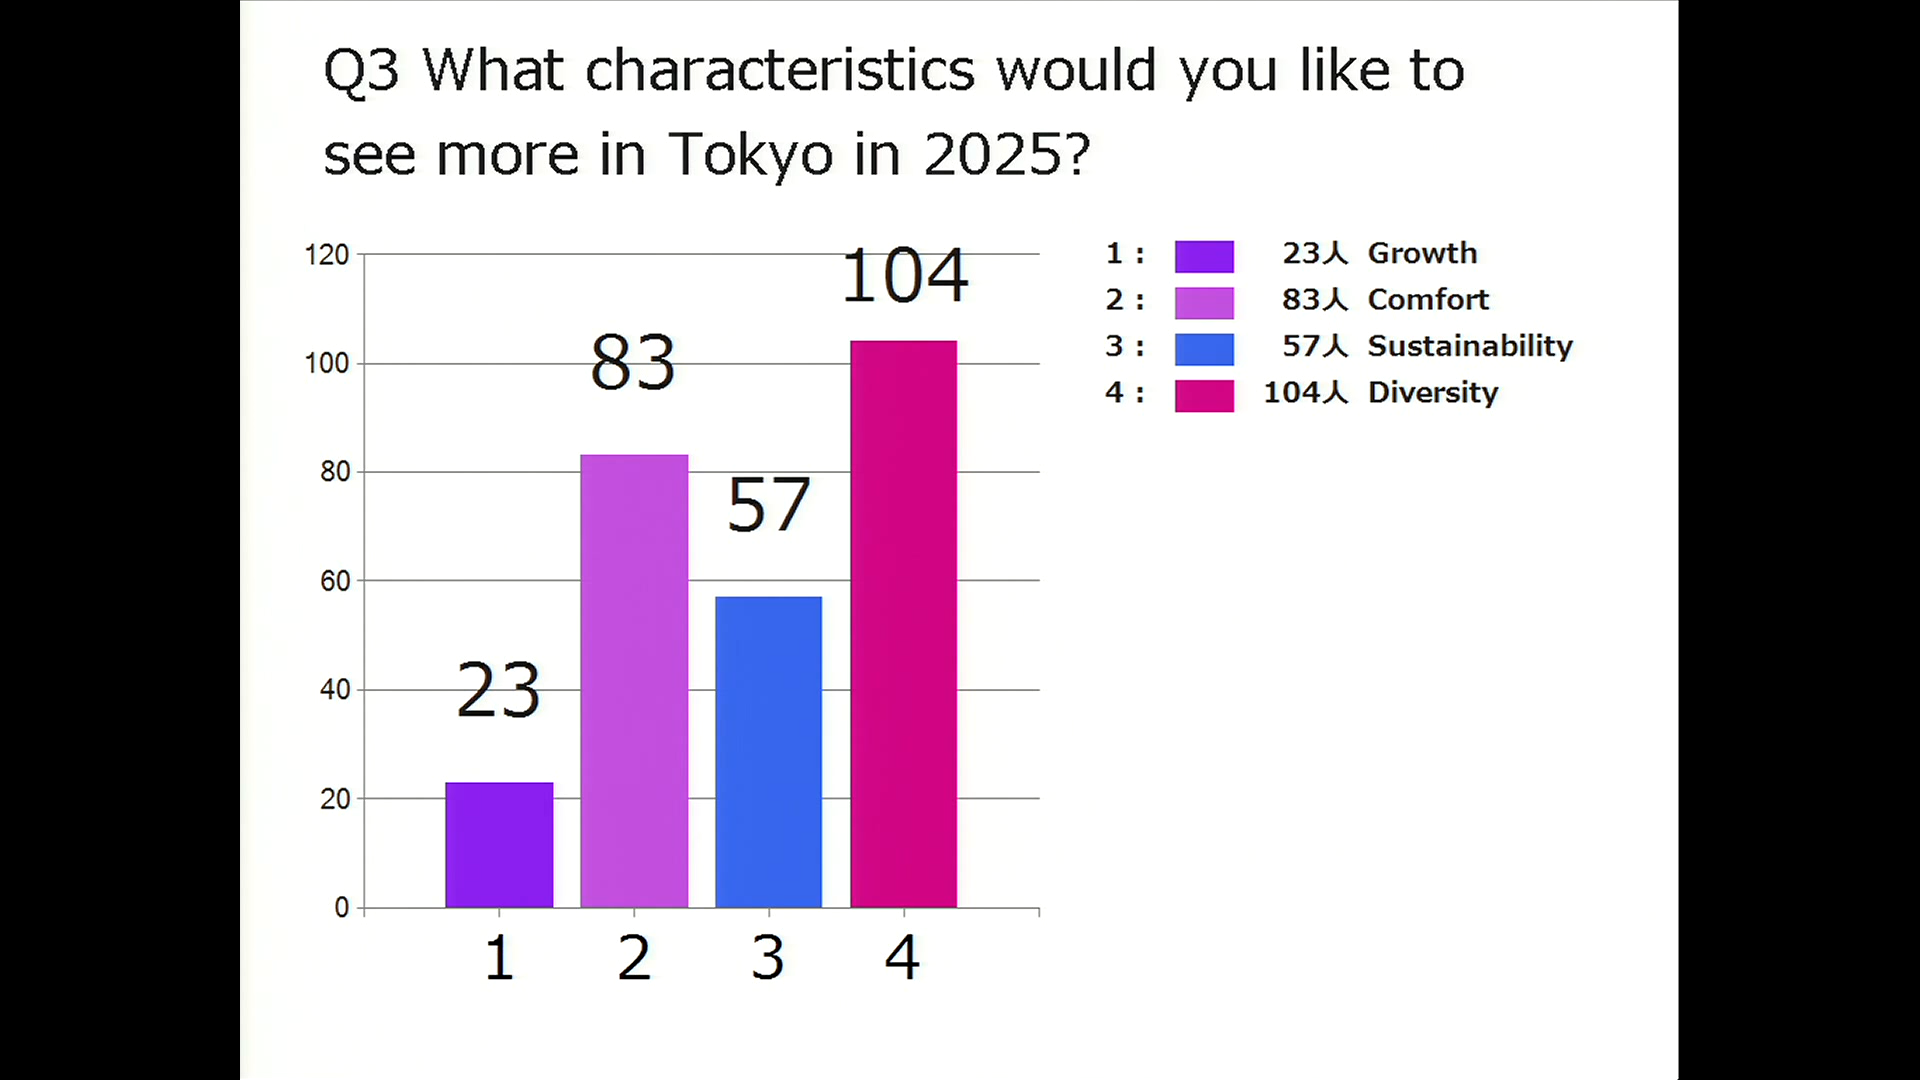 Q3 What characteristics would you like to
see more in Tokyo in 2025?
120
100
80
60
40
20
0
23
83
57
104
1
2
3
4
1 : 23人 Growth
2 : 83人 Comfort
3 : 57人 Sustainability
4 : 104人 Diversity